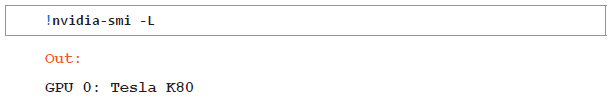 !nvidia-smi -L
Out:
GPU 0: Tesla K80